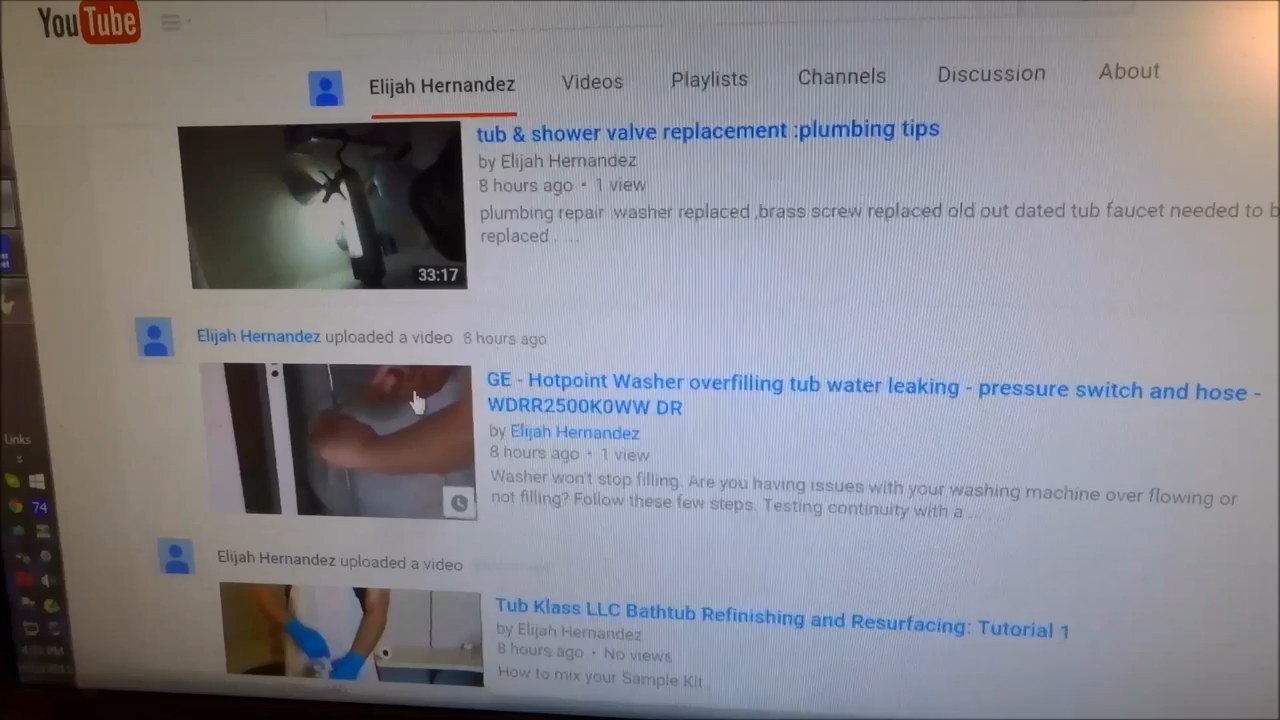 YouTube
Elijah Hernandez Videos Playlists Channels Discussion About
tub & shower valve replacement :plumbing tips
by Elijah Hernandez
8 hours ago · 1 view
plumbing repair washer replaced ,brass screw replaced old out dated tub faucet needed to b
replaced ...
33:17
Elijah Hernandez uploaded a video 8 hours ago
GE - Hotpoint Washer overfilling tub water leaking - pressure switch and hose -
WDRR2500K0WW DR
by Elijah Hernandez
8 hours ago · 1 view
Washer won't stop filling. Are you having issues with your washing machine over flowing or
not filling? Follow these few steps. Testing continuity with a ...
Links
74
Elijah Hernandez uploaded a video
Tub Klass LLC Bathtub Refinishing and Resurfacing: Tutorial 1
by Elijah Hernandez
8 hours ago · No views
How to mix your Sample Kit
PM